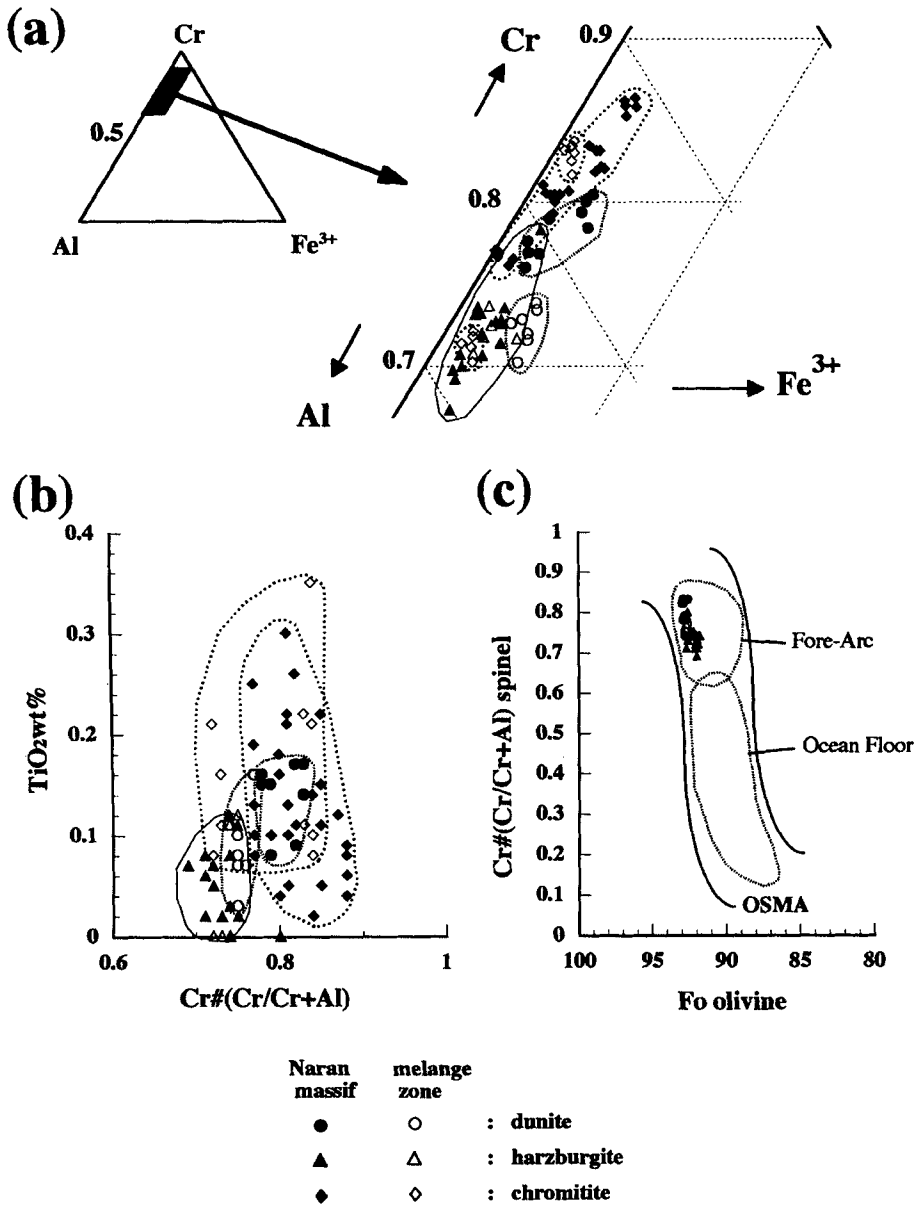 (a)
Cr
0.5
Al
Fe³⁺
Cr
0.9
0.8
0.7
Al
Fe³⁺
(b)
0.4
0.3
0.2
0.1
0
TiO₂wt%
0.6
0.8
1
Cr#(Cr/Cr+Al)
(c)
1
0.9
0.8
0.7
0.6
0.5
0.4
0.3
0.2
0.1
0
Cr#(Cr/Cr+Al) spinel
Fore-Arc
Ocean Floor
OSMA
100
95
90
85
80
Fo olivine
Naran massif
melange zone
: dunite
: harzburgite
: chromitite